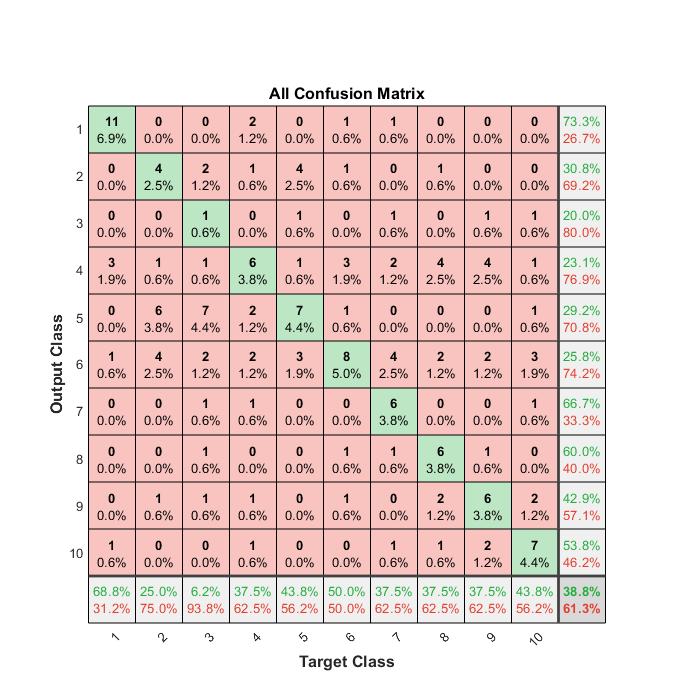 All Confusion Matrix
1 11 0 0 2 0 1 1 0 0 0 73.3%
6.9% 0.0% 0.0% 1.2% 0.0% 0.6% 0.6% 0.0% 0.0% 0.0% 26.7%
2 0 4 2 1 4 1 0 1 0 0 30.8%
0.0% 2.5% 1.2% 0.6% 2.5% 0.6% 0.0% 0.6% 0.0% 0.0% 69.2%
3 0 0 1 0 1 0 1 0 1 1 20.0%
0.0% 0.0% 0.6% 0.0% 0.6% 0.0% 0.6% 0.0% 0.6% 0.6% 80.0%
4 3 1 1 6 1 3 2 4 4 1 23.1%
1.9% 0.6% 0.6% 3.8% 0.6% 1.9% 1.2% 2.5% 2.5% 0.6% 76.9%
5 0 6 7 2 7 1 0 0 0 1 29.2%
0.0% 3.8% 4.4% 1.2% 4.4% 0.6% 0.0% 0.0% 0.0% 0.6% 70.8%
6 1 4 2 2 3 8 4 2 2 3 25.8%
0.6% 2.5% 1.2% 1.2% 1.9% 5.0% 2.5% 1.2% 1.2% 1.9% 74.2%
7 0 0 1 1 0 0 6 0 0 1 66.7%
0.0% 0.0% 0.6% 0.6% 0.0% 0.0% 3.8% 0.0% 0.0% 0.6% 33.3%
8 0 0 1 0 0 1 1 6 1 0 60.0%
0.0% 0.0% 0.6% 0.0% 0.0% 0.6% 0.6% 3.8% 0.6% 0.0% 40.0%
9 0 1 1 1 0 1 0 2 6 2 42.9%
0.0% 0.6% 0.6% 0.6% 0.0% 0.6% 0.0% 1.2% 3.8% 1.2% 57.1%
10 1 0 0 1 0 0 1 1 2 7 53.8%
0.6% 0.0% 0.0% 0.6% 0.0% 0.0% 0.6% 0.6% 1.2% 4.4% 46.2%
68.8% 25.0% 6.2% 37.5% 43.8% 50.0% 37.5% 37.5% 37.5% 43.8% 38.8%
31.2% 75.0% 93.8% 62.5% 56.2% 50.0% 62.5% 62.5% 62.5% 56.2% 61.3%
1 2 3 4 5 6 7 8 9 10
Target Class
Output Class